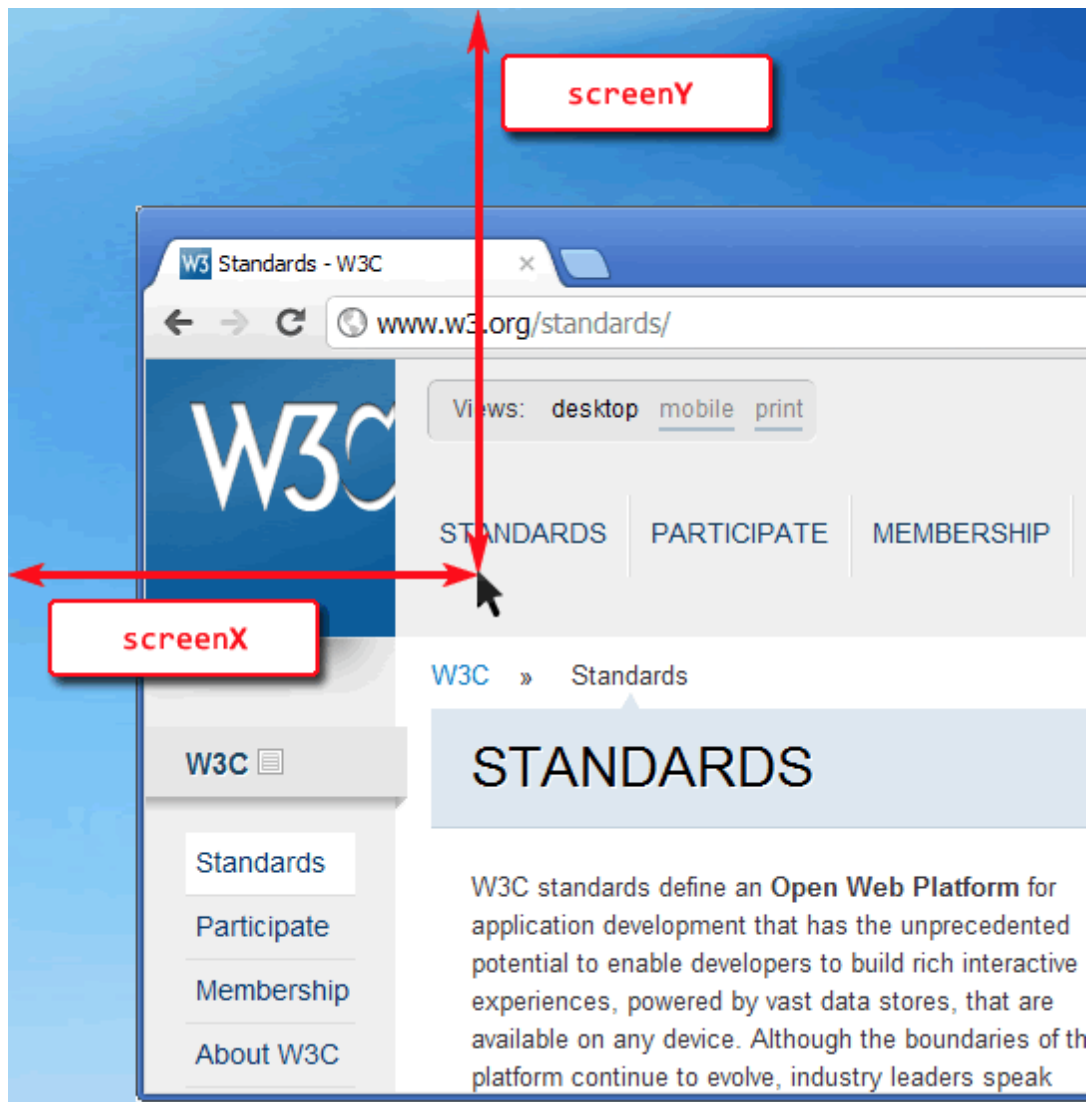 screenY
W3 Standards - W3C ×
www.w3.org/standards/
W3C
Views: desktop mobile print
STANDARDS PARTICIPATE MEMBERSHIP
screenX
W3C » Standards
W3C
STANDARDS
Standards
Participate
Membership
About W3C
W3C standards define an Open Web Platform for
application development that has the unprecedented
potential to enable developers to build rich interactive
experiences, powered by vast data stores, that are
available on any device. Although the boundaries of th
platform continue to evolve, industry leaders speak